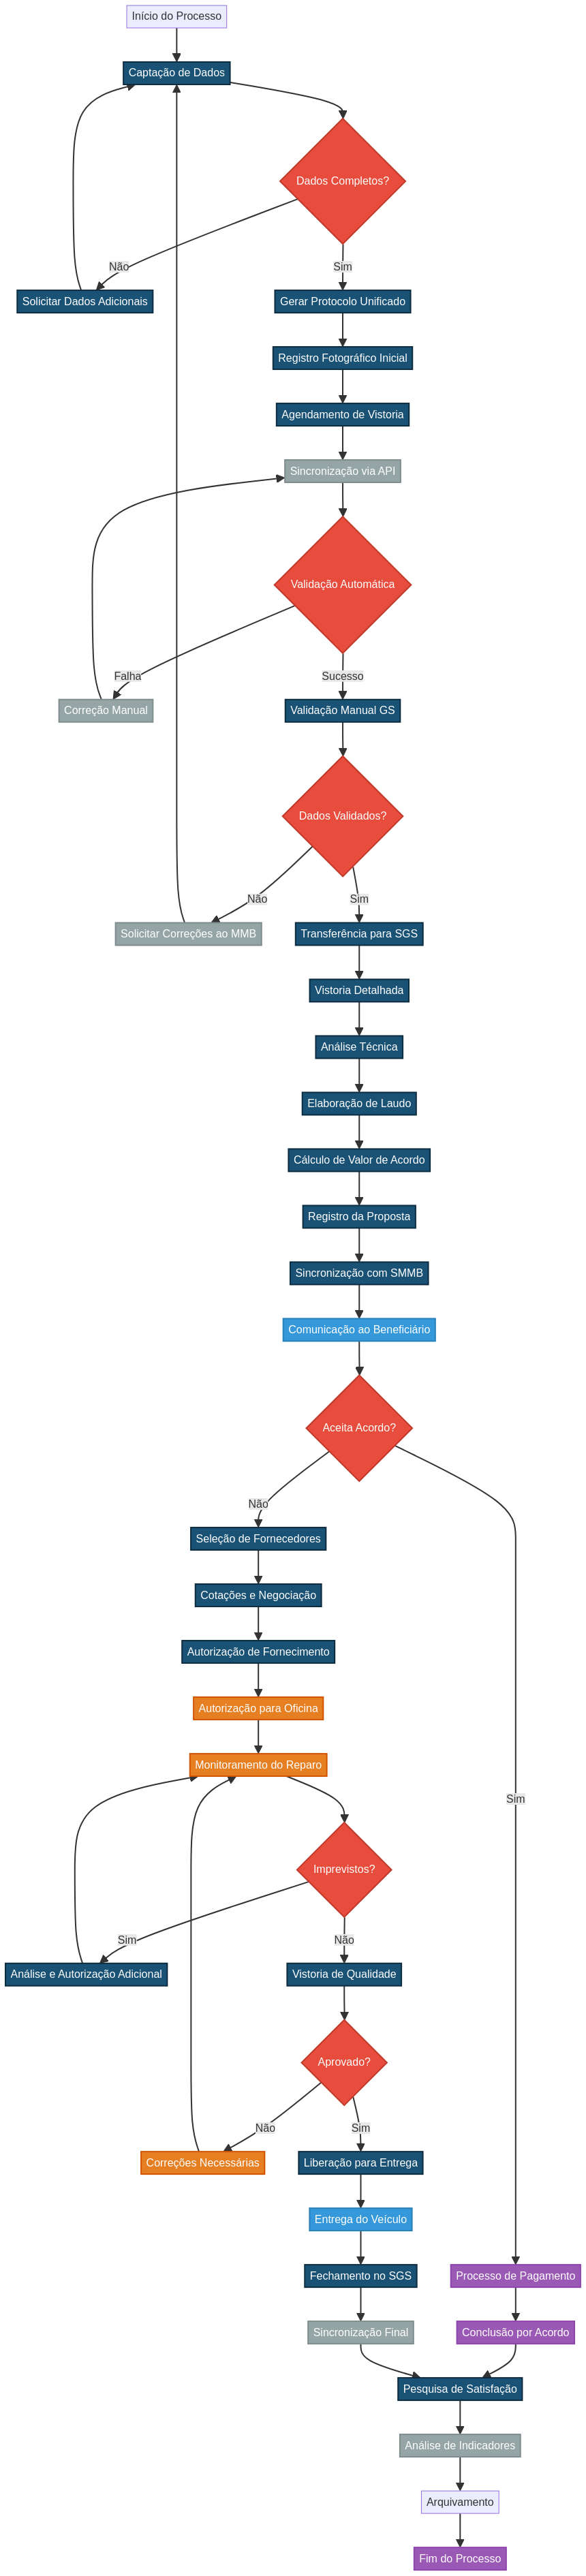 Início do Processo
Captação de Dados
Dados Completos?
Não
Sim
Solicitar Dados Adicionais
Gerar Protocolo Unificado
Registro Fotográfico Inicial
Agendamento de Vistoria
Sincronização via API
Validação Automática
Falha
Sucesso
Correção Manual
Validação Manual GS
Dados Validados?
Não
Sim
Solicitar Correções ao MMB
Transferência para SGS
Vistoria Detalhada
Análise Técnica
Elaboração de Laudo
Cálculo de Valor de Acordo
Registro da Proposta
Sincronização com SMMB
Comunicação ao Beneficiário
Aceita Acordo?
Não
Seleção de Fornecedores
Cotações e Negociação
Autorização de Fornecimento
Autorização para Oficina
Monitoramento do Reparo
Sim
Imprevistos?
Sim
Não
Análise e Autorização Adicional
Vistoria de Qualidade
Aprovado?
Não
Sim
Correções Necessárias
Liberação para Entrega
Entrega do Veículo
Fechamento no SGS
Processo de Pagamento
Sincronização Final
Conclusão por Acordo
Pesquisa de Satisfação
Análise de Indicadores
Arquivamento
Fim do Processo